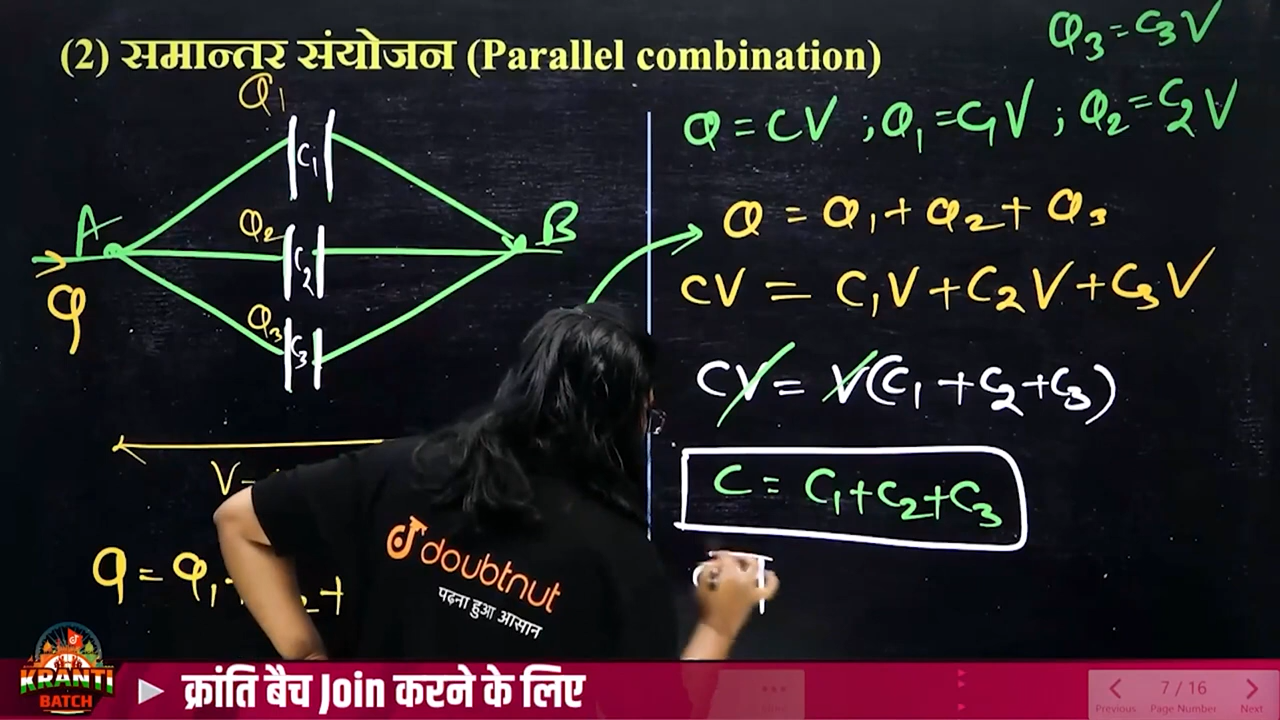 (2) समान्तर संयोजन (Parallel combination)
Q₁
C₁
A
Q₂
C₂
B
Q
Q₃
C₃
V=
Q = Q₁+ ₂+
Q₃=C₃V
Q = CV ; Q₁=C₁V ; Q₂=C₂V
Q = Q₁+Q₂+Q₃
CV = C₁V+C₂V+C₃V
CV = V(C₁+C₂+C₃)
C = C₁+C₂+C₃
doubtnut
पढ़ना हुआ आसान
KRANTI
BATCH
क्रांति बैच Join करने के लिए
7 / 16
Previous Page Number Next